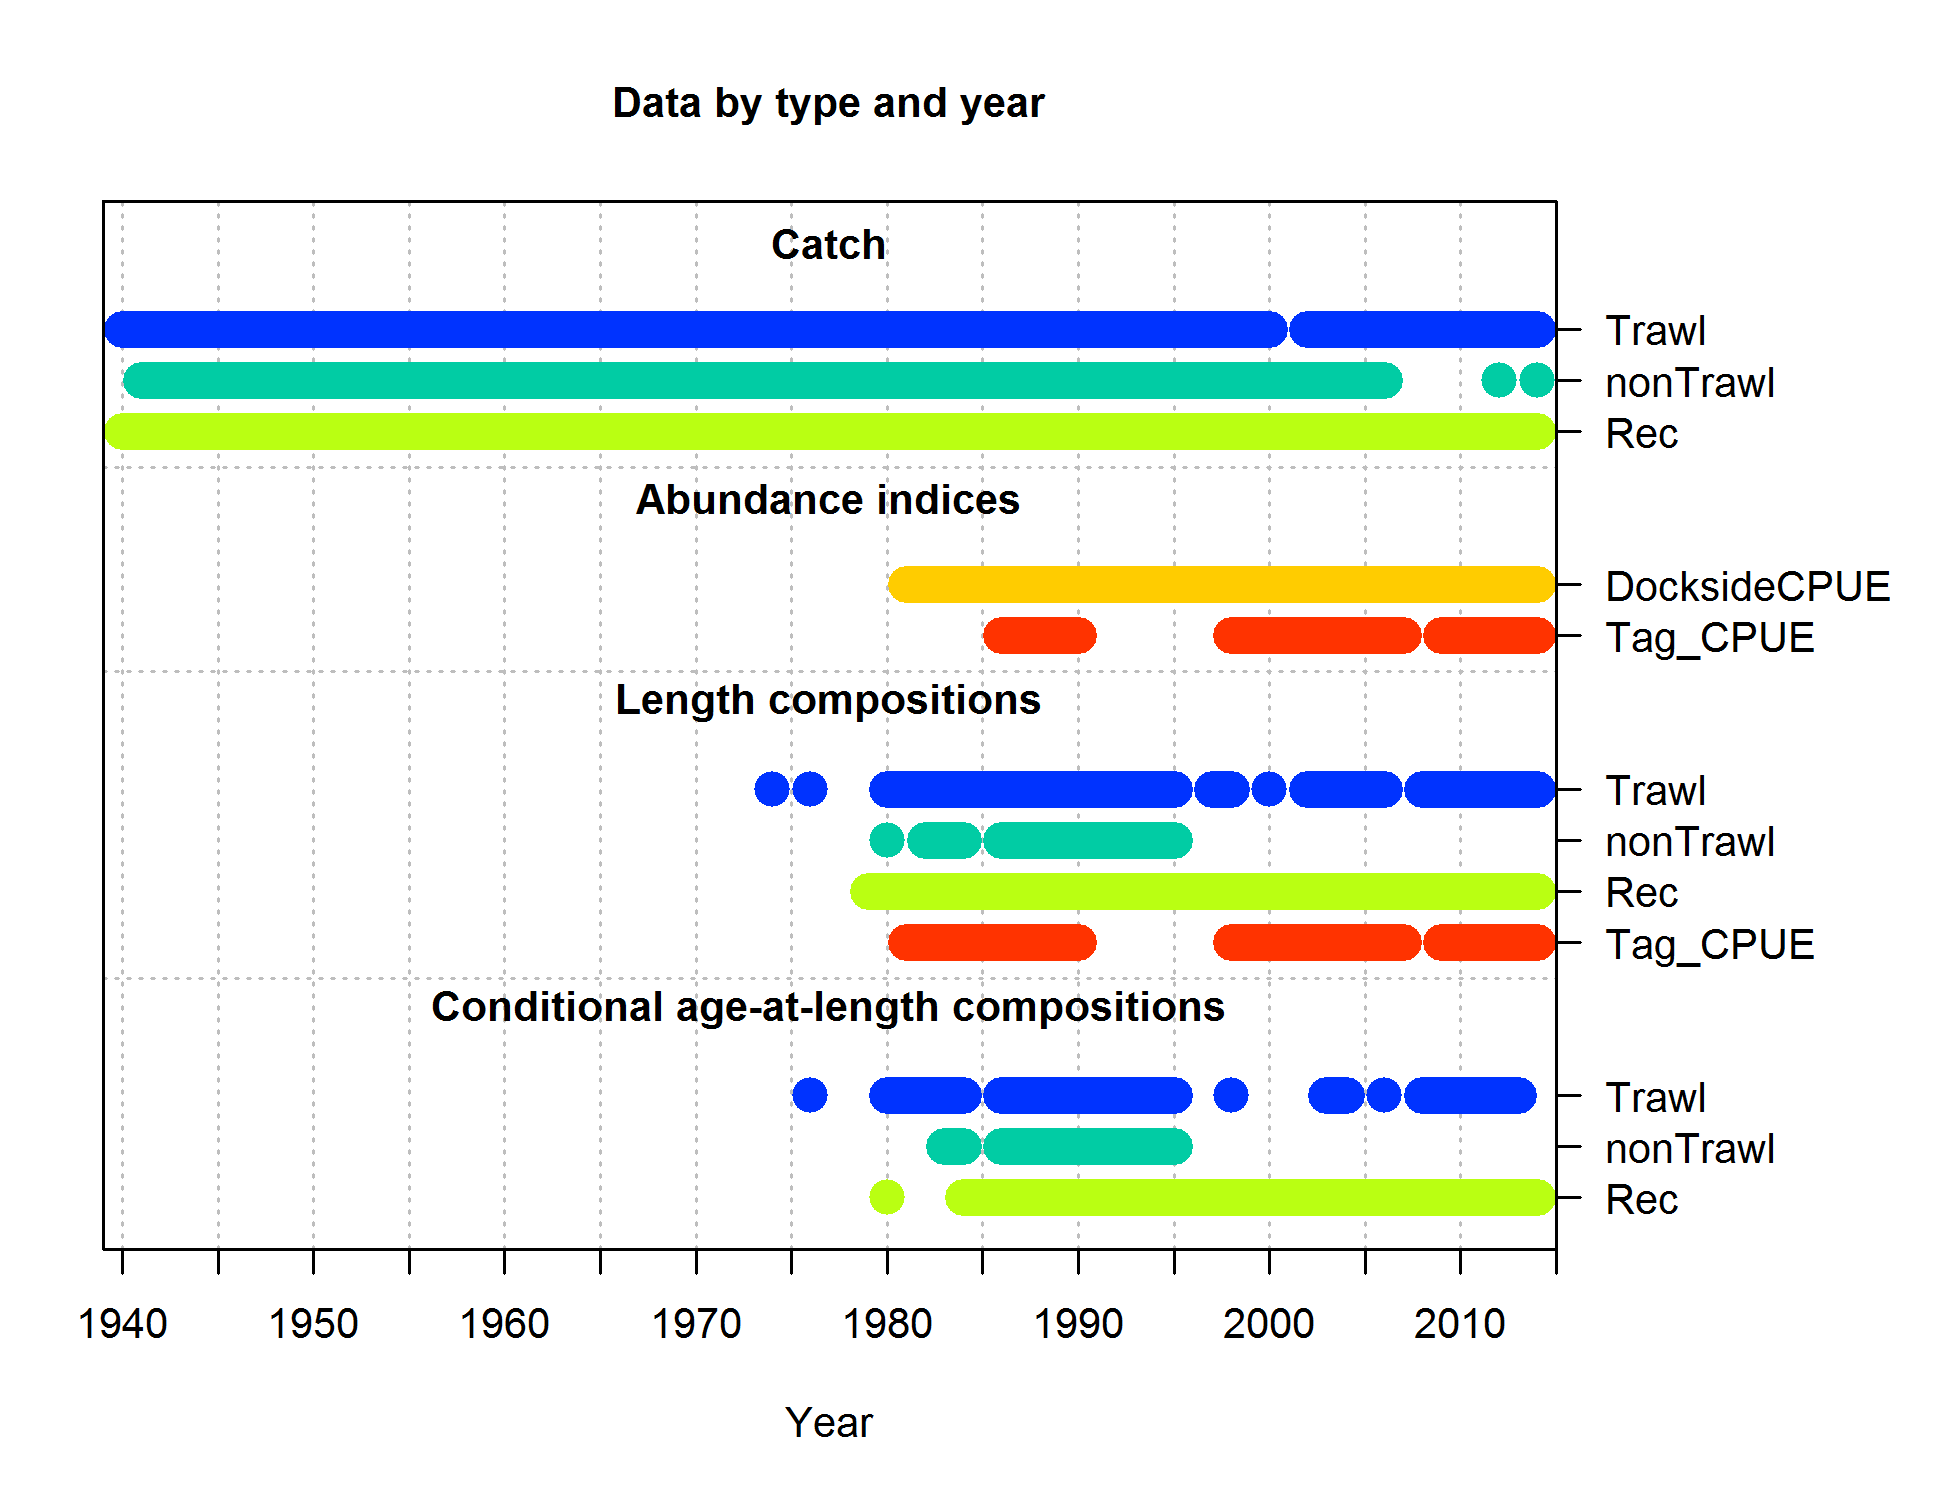 Data by type and year
Catch
Trawl
nonTrawl
Rec
Abundance indices
DocksideCPUE
Tag_CPUE
Length compositions
Trawl
nonTrawl
Rec
Tag_CPUE
Conditional age-at-length compositions
Trawl
nonTrawl
Rec
1940 1950 1960 1970 1980 1990 2000 2010
Year